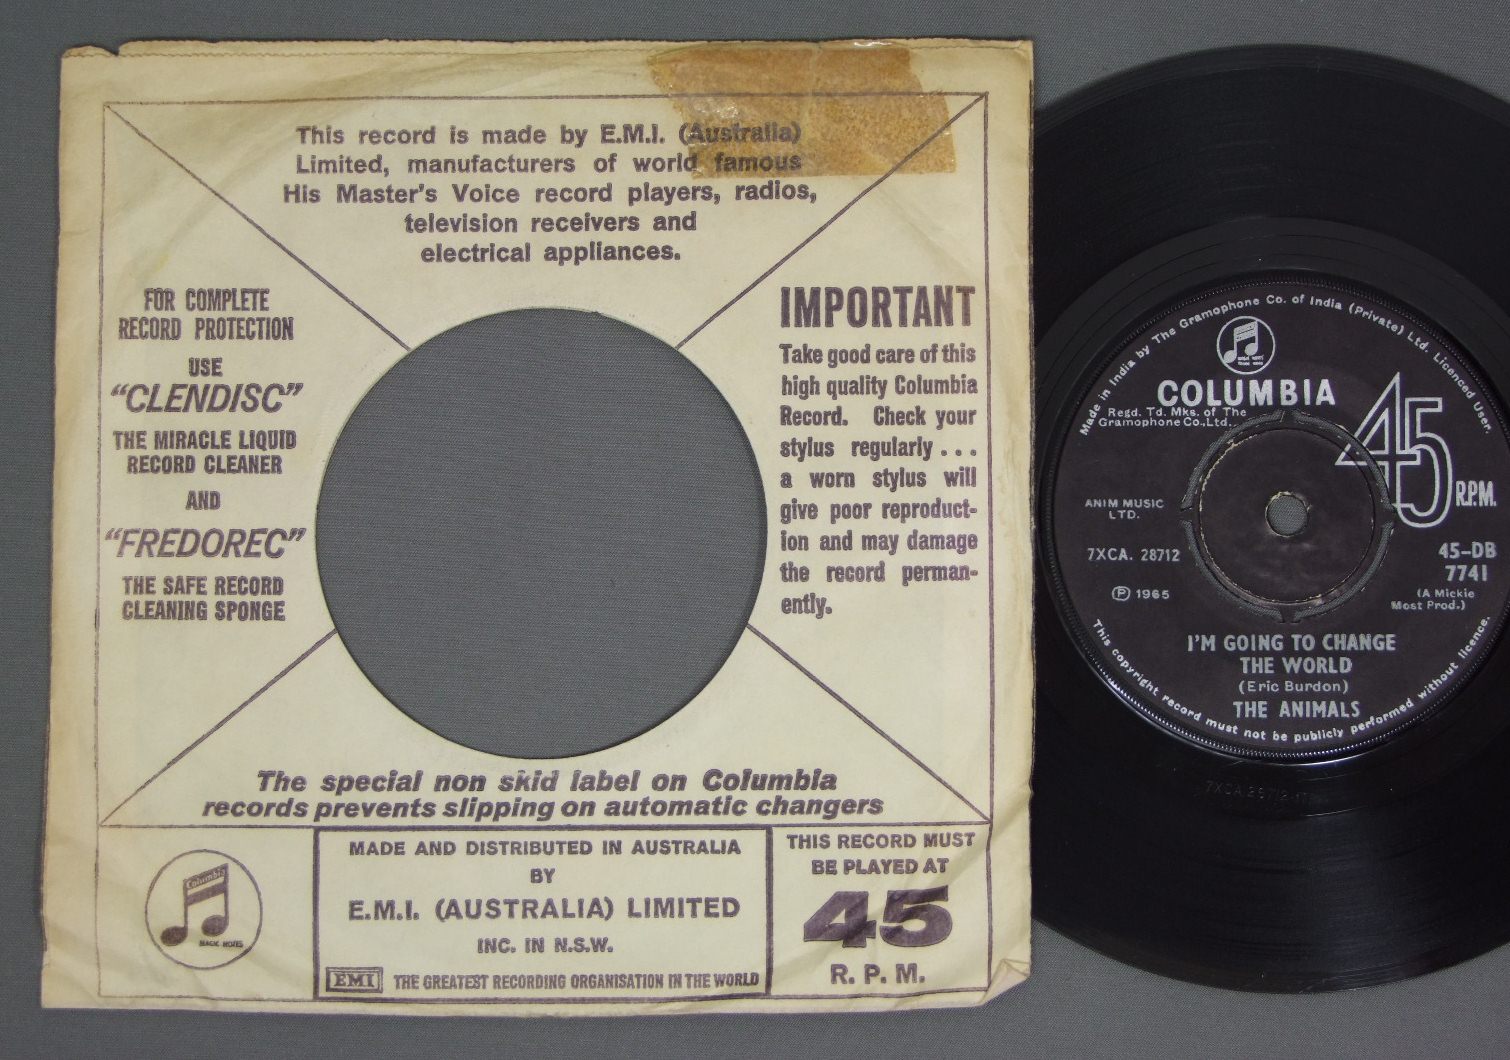 This record is made by E.M.I. (Australia)
Limited, manufacturers of world famous
His Master's Voice record players, radios,
television receivers and
electrical appliances.
FOR COMPLETE
RECORD PROTECTION
USE
"CLENDISC"
THE MIRACLE LIQUID
RECORD CLEANER
AND
"FREDOREC"
THE SAFE RECORD
CLEANING SPONGE
IMPORTANT
Take good care of this
high quality Columbia
Record. Check your
stylus regularly...
a worn stylus will
give poor reproduct-
ion and may damage
the record perman-
ently.
The special non skid label on Columbia
records prevents slipping on automatic changers
Columbia
MAGIC NOTES
MADE AND DISTRIBUTED IN AUSTRALIA
BY
E.M.I. (AUSTRALIA) LIMITED
INC. IN N.S.W.
EMI THE GREATEST RECORDING ORGANISATION IN THE WORLD
THIS RECORD MUST
BE PLAYED AT
45
R. P. M.
Made in India by The Gramophone Co. of India (Private) Ltd. Licenced User.
COLUMBIA
Regd. Td. Mks. of The
Gramophone Co.,Ltd..
45 R.P.M.
ANIM MUSIC
LTD.
7XCA. 28712
℗ 1965
45-DB
7741
(A Mickie
Most Prod.)
I'M GOING TO CHANGE
THE WORLD
(Eric Burdon)
THE ANIMALS
This copyright record must not be publicly performed without licence.